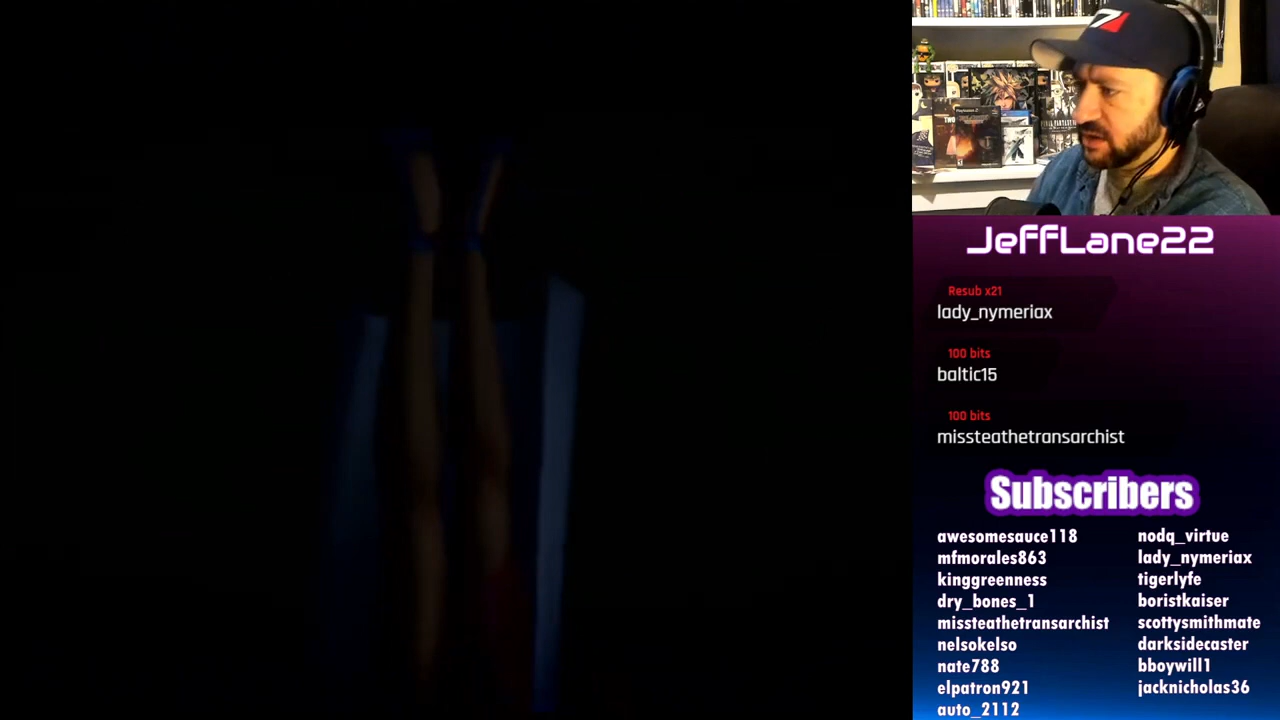 JeffLane22
Resub x21
lady_nymeriax
100 bits
baltic15
100 bits
missteathetransarchist
Subscribers
awesomesauce118
mfmorales863
kinggreenness
dry_bones_1
missteathetransarchist
nelsokelso
nate788
elpatron921
auto_2112
nodq_virtue
lady_nymeriax
tigerlyfe
boristkaiser
scottysmithmate
darksidecaster
bboywill1
jacknicholas36